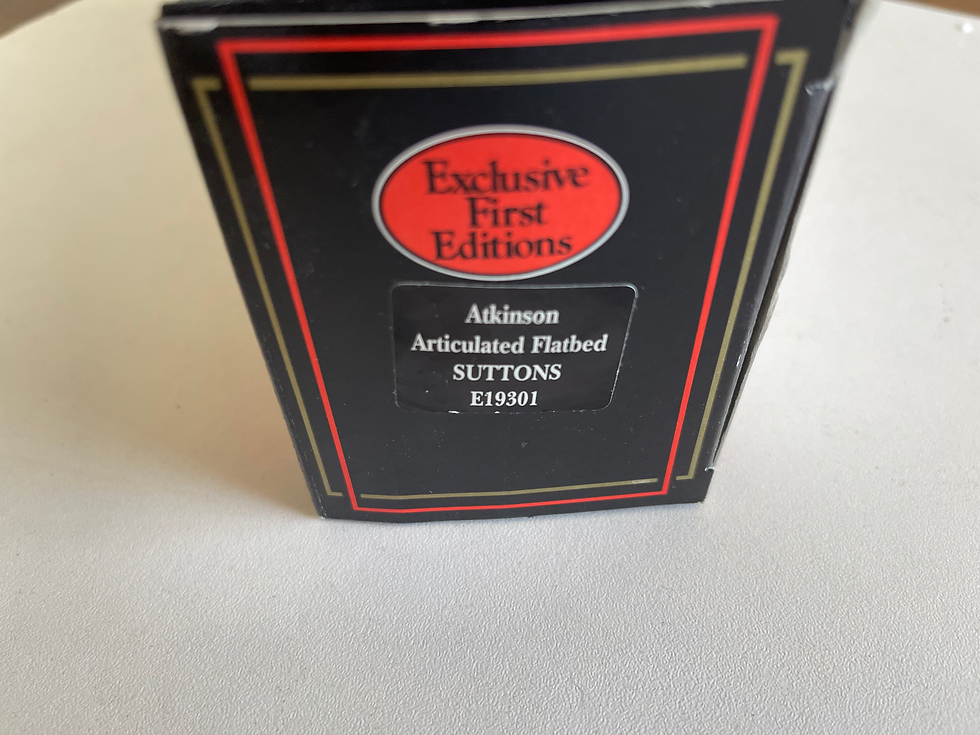 Exclusive
First
Editions
Atkinson
Articulated Flatbed
SUTTONS
E19301